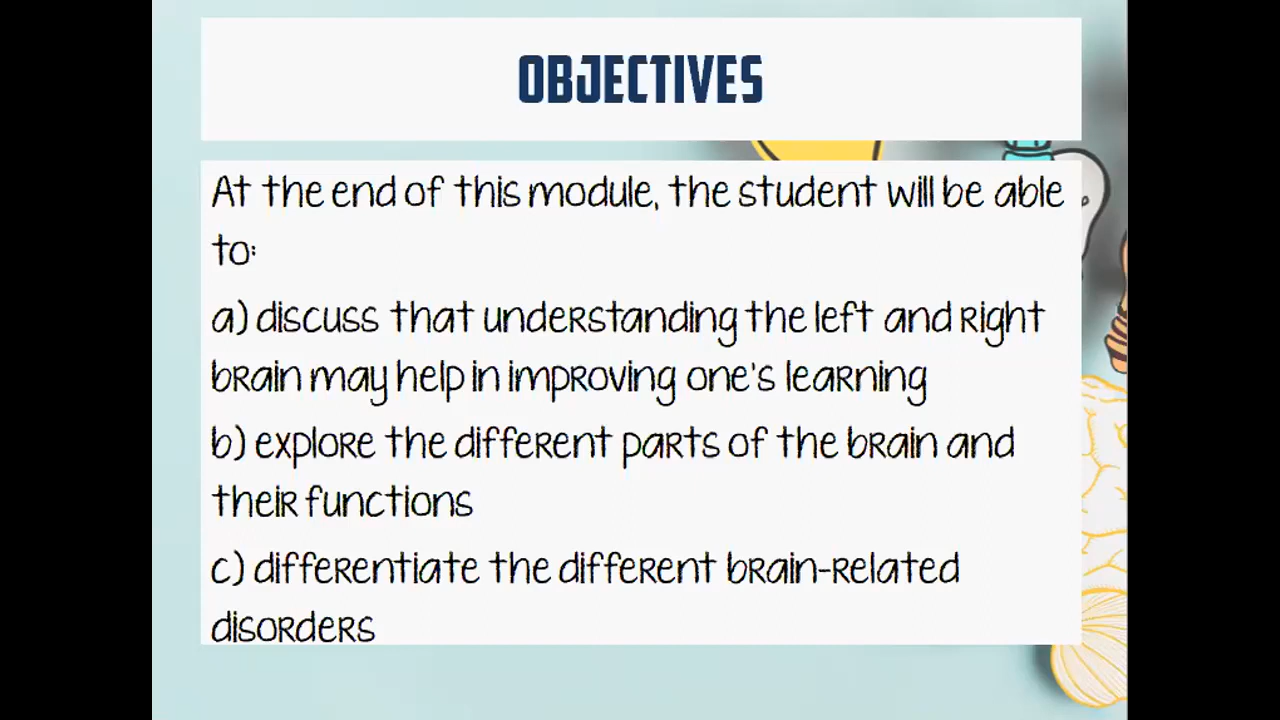 OBJECTIVES
At the end of this module, the student will be able
to:
a) discuss that understanding the left and right
brain may help in improving one's learning
b) explore the different parts of the brain and
their functions
c) differentiate the different brain-related
disorders